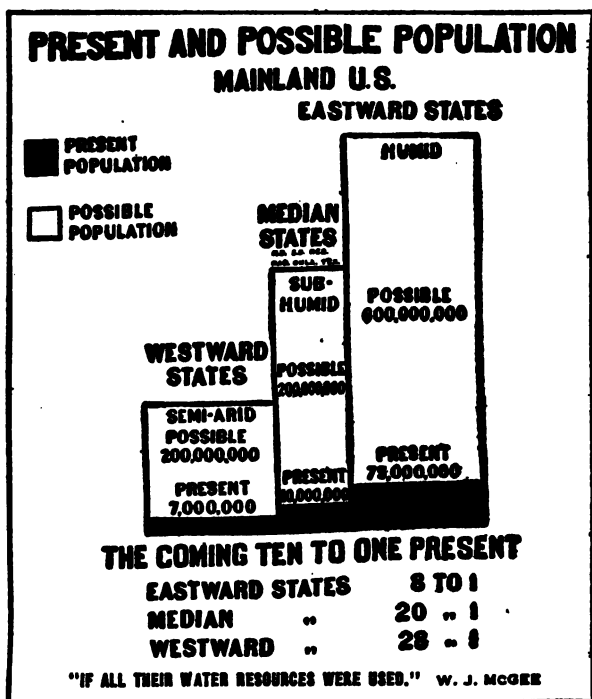 PRESENT AND POSSIBLE POPULATION
MAINLAND U.S.
EASTWARD STATES
PRESENT
POPULATION
POSSIBLE
POPULATION
HUMID
MEDIAN
STATES
SUB-
HUMID
POSSIBLE
600,000,000
WESTWARD
STATES
POSSIBLE
200,000,000
SEMI-ARID
POSSIBLE
200,000,000
PRESENT
7,000,000
PRESENT
PRESENT
THE COMING TEN TO ONE PRESENT
EASTWARD STATES 8 TO 1
MEDIAN „ 20 „ 1
WESTWARD „ 28 „
"IF ALL THEIR WATER RESOURCES WERE USED." W. J. MCGEE